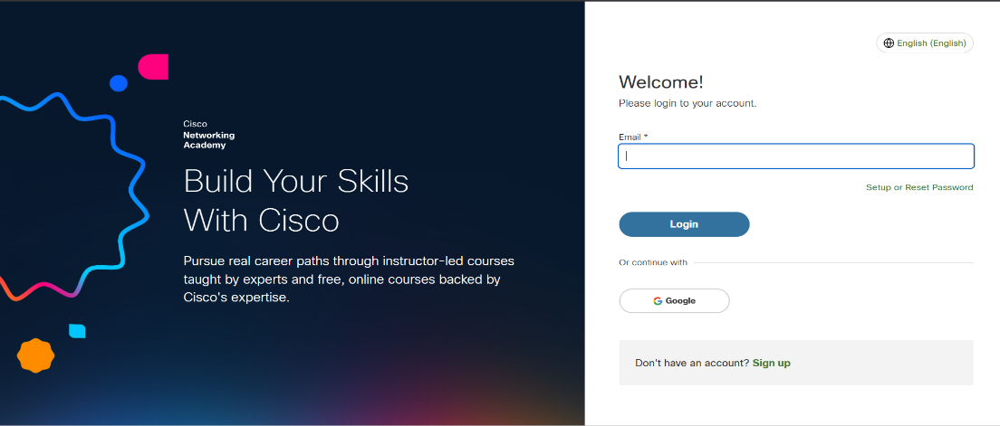 Cisco
Networking
Academy
Build Your Skills
With Cisco
Pursue real career paths through instructor-led courses
taught by experts and free, online courses backed by
Cisco's expertise.
English (English)
Welcome!
Please login to your account.
Email *
Setup or Reset Password
Login
Or continue with
Google
Don't have an account? Sign up